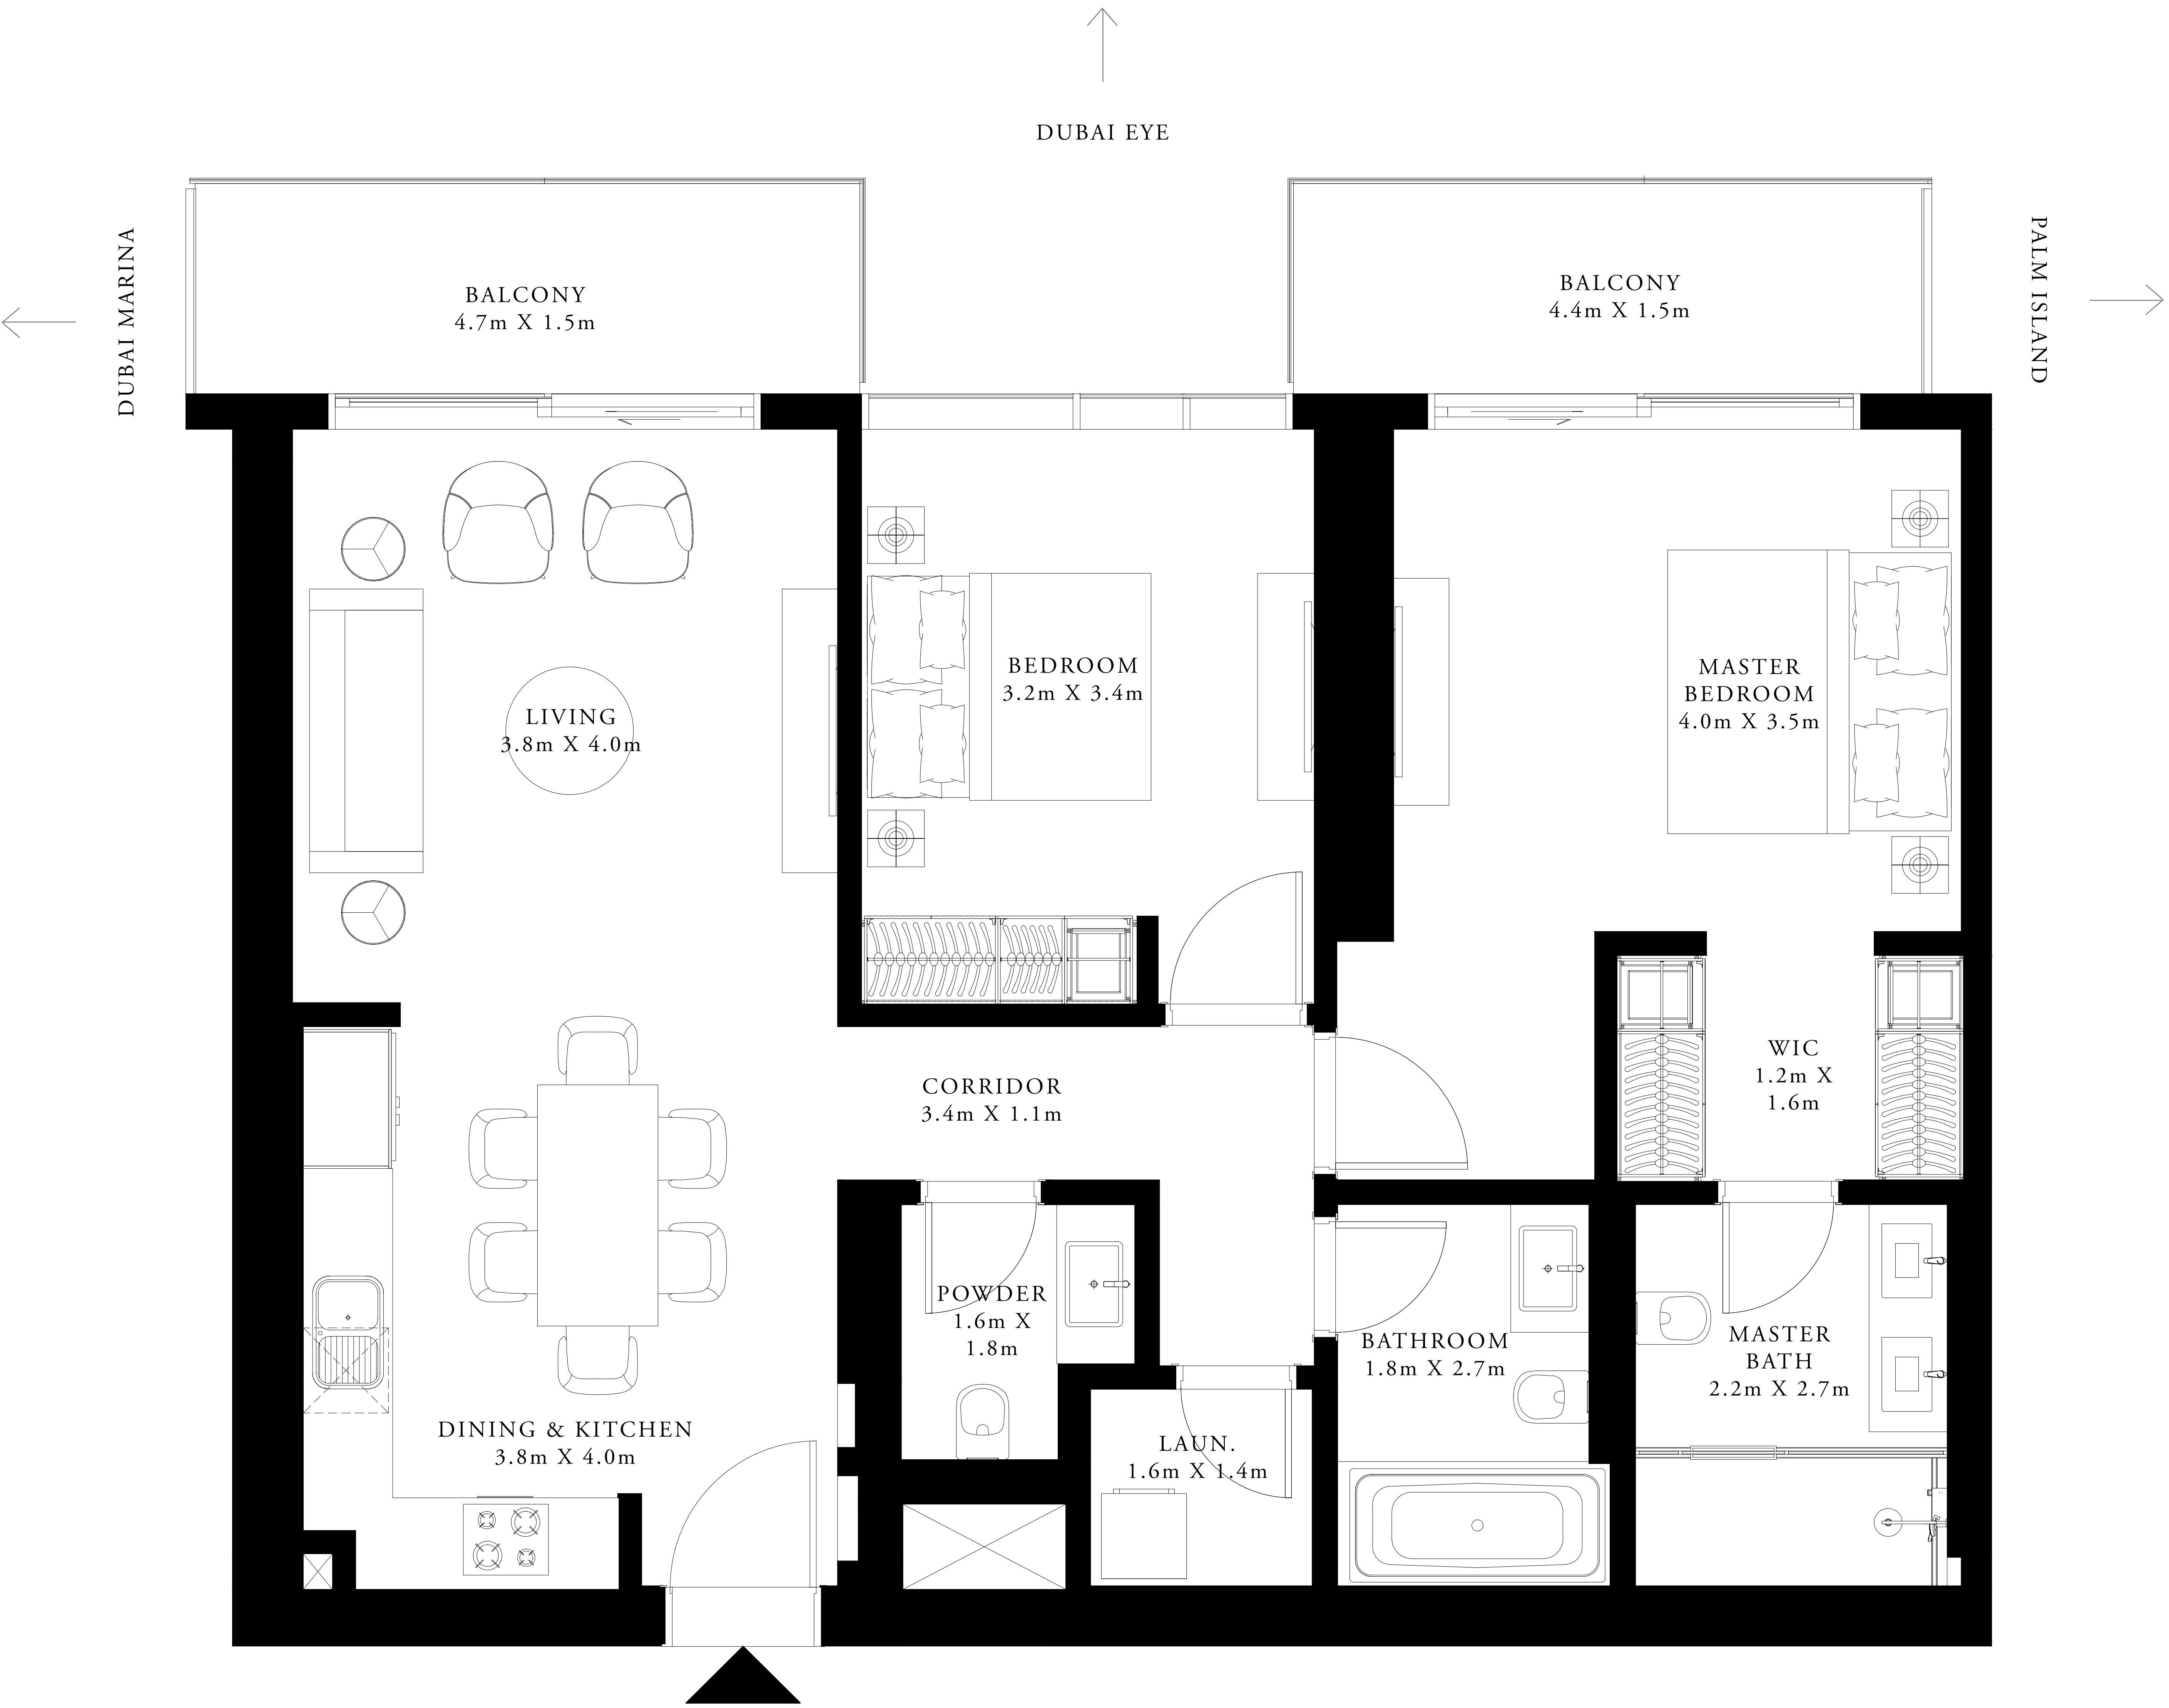 DUBAI EYE
DUBAI MARINA
PALM ISLAND
BALCONY
4.7m X 1.5m
BALCONY
4.4m X 1.5m
LIVING
3.8m X 4.0m
BEDROOM
3.2m X 3.4m
MASTER
BEDROOM
4.0m X 3.5m
CORRIDOR
3.4m X 1.1m
WIC
1.2m X
1.6m
POWDER
1.6m X
1.8m
BATHROOM
1.8m X 2.7m
MASTER
BATH
2.2m X 2.7m
DINING & KITCHEN
3.8m X 4.0m
LAUN.
1.6m X 1.4m